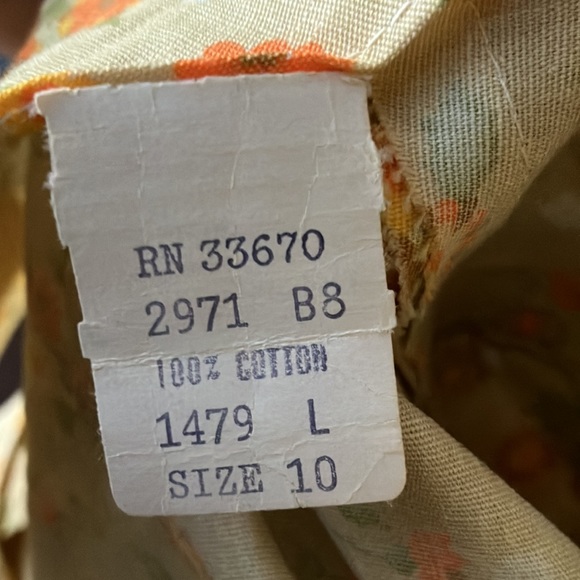 RN 33670
2971 B8
100% COTTON
1479 L
SIZE 10